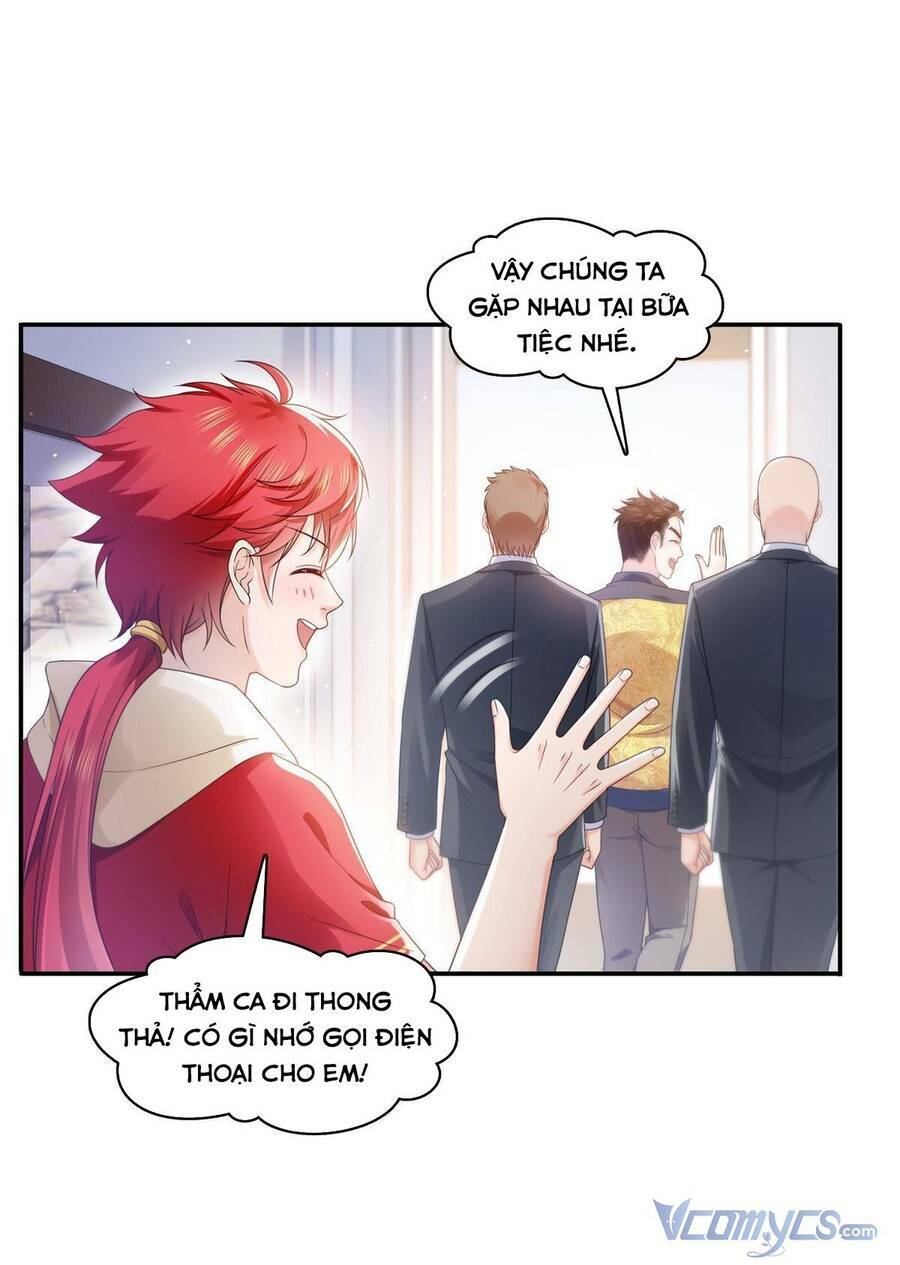 VẬY CHÚNG TA
GẶP NHAU TẠI BỮA
TIỆC NHÉ.
THẨM CA ĐI THONG
THẢ! CÓ GÌ NHỚ GỌI ĐIỆN
THOẠI CHO EM!
VCOMYCS.com